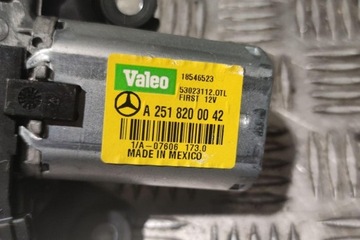 Valeo
18546523
53023112.OTL
FIRST 12V
A 251 820 00 42
1/A-07606 173.0
MADE IN MEXICO